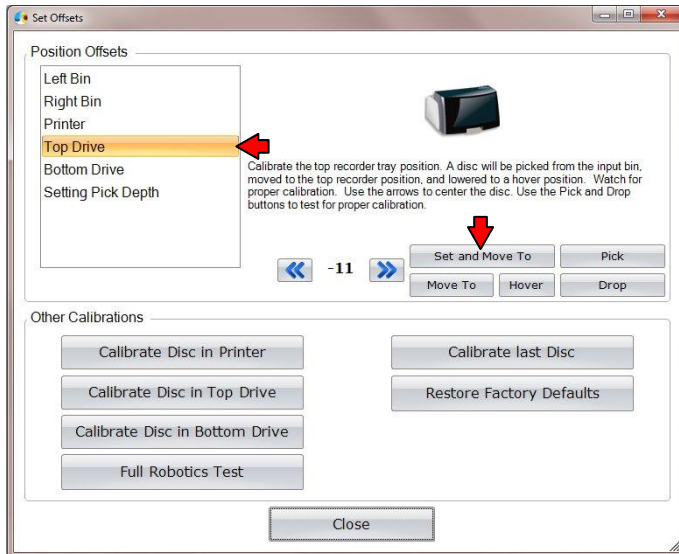 Set Offsets
Position Offsets
Left Bin
Right Bin
Printer
Top Drive
Bottom Drive
Setting Pick Depth
Calibrate the top recorder tray position. A disc will be picked from the input bin,
moved to the top recorder position, and lowered to a hover position. Watch for
proper calibration. Use the arrows to center the disc. Use the Pick and Drop
buttons to test for proper calibration.
-11
Set and Move To
Pick
Move To
Hover
Drop
Other Calibrations
Calibrate Disc in Printer
Calibrate last Disc
Calibrate Disc in Top Drive
Restore Factory Defaults
Calibrate Disc in Bottom Drive
Full Robotics Test
Close